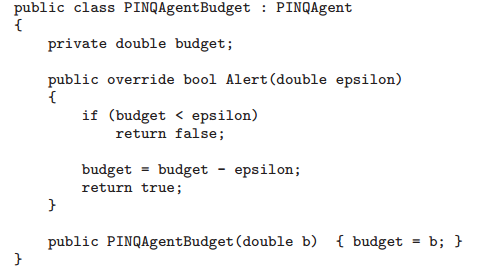 public class PINQAgentBudget : PINQAgent
{
    private double budget;

    public override bool Alert(double epsilon)
    {
        if (budget < epsilon)
            return false;

        budget = budget - epsilon;
        return true;
    }

    public PINQAgentBudget(double b)  { budget = b; }
}